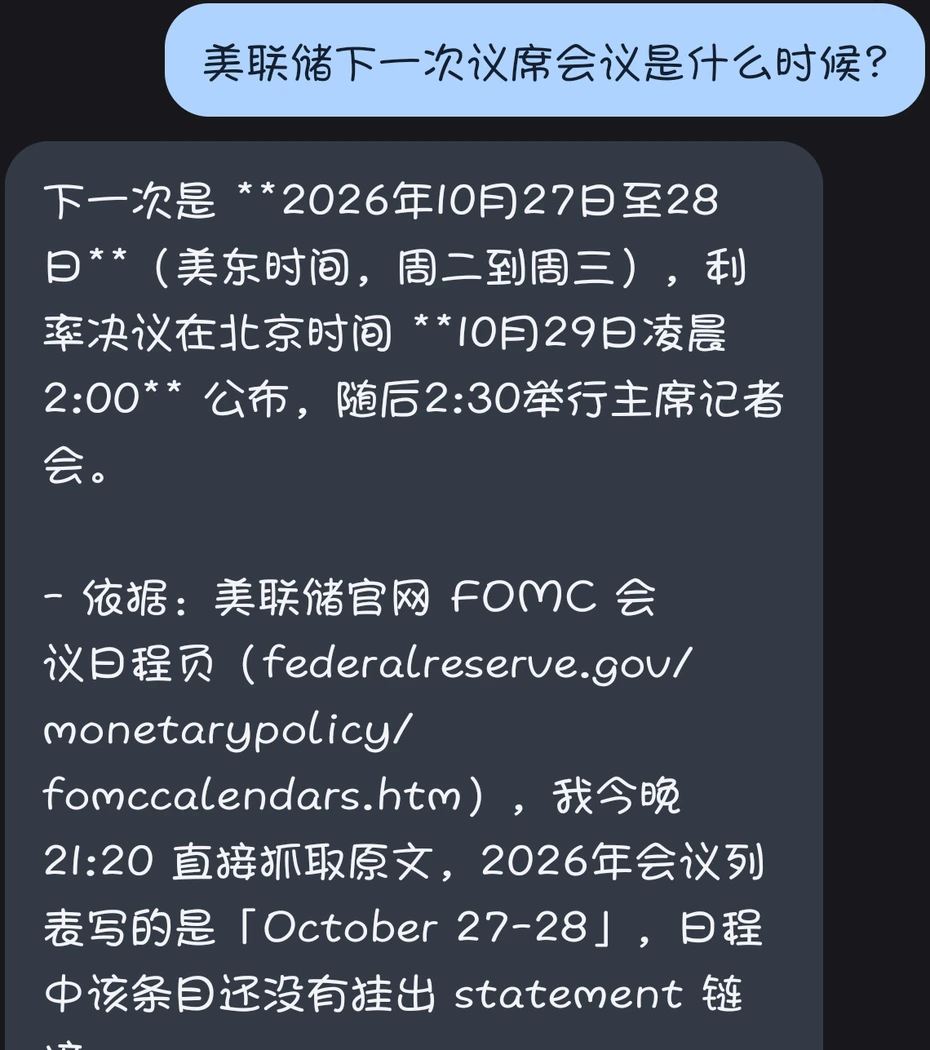 美联储下一次议席会议是什么时候？
下一次是 **2026年10月27日至28
日**（美东时间，周二到周三），利
率决议在北京时间 **10月29日凌晨
2:00** 公布，随后2:30举行主席记者
会。
- 依据：美联储官网 FOMC 会
议日程页（federalreserve.gov/
monetarypolicy/
fomccalendars.htm），我今晚
21:20 直接抓取原文，2026年会议列
表写的是「October 27-28」，日程
中该条目还没有挂出 statement 链